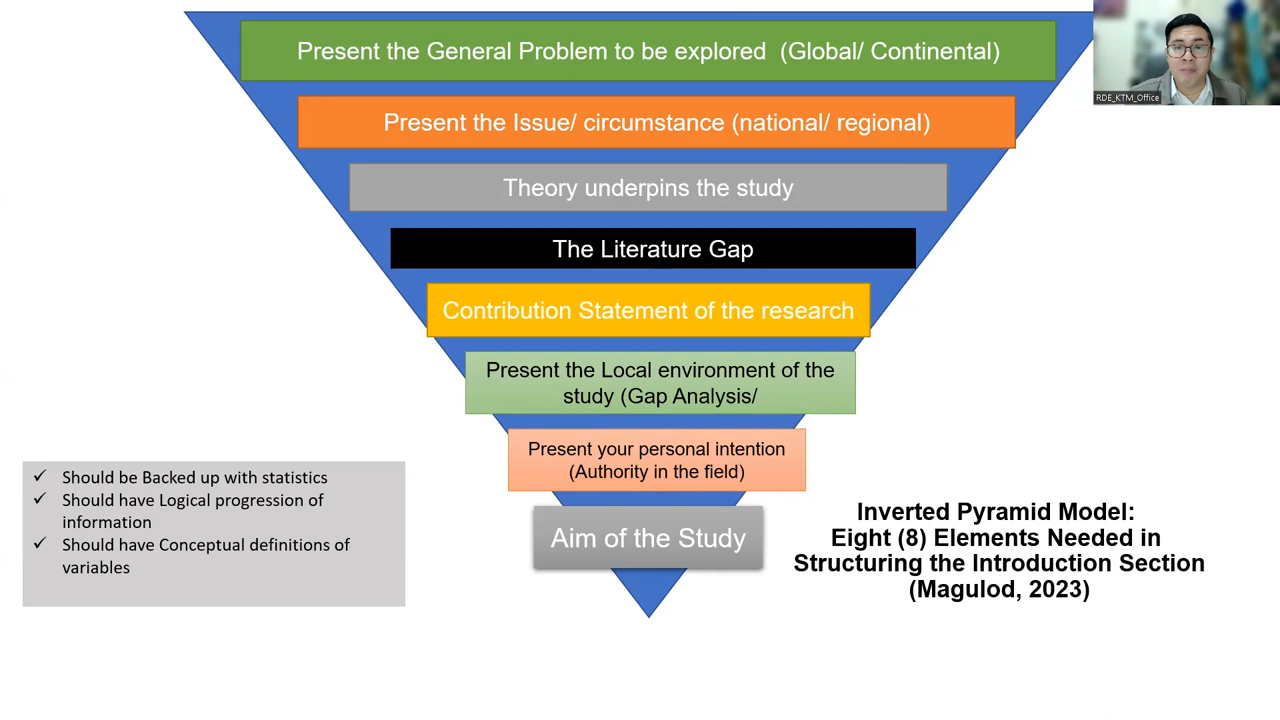 Present the General Problem to be explored  (Global/ Continental)
RDE_KTM_Office
Present the Issue/ circumstance (national/ regional)
Theory underpins the study
The Literature Gap
Contribution Statement of the research
Present the Local environment of the
study (Gap Analysis/
Present your personal intention
(Authority in the field)
Aim of the Study
✓ Should be Backed up with statistics
✓ Should have Logical progression of
information
✓ Should have Conceptual definitions of
variables
Inverted Pyramid Model:
Eight (8) Elements Needed in
Structuring the Introduction Section
(Magulod, 2023)